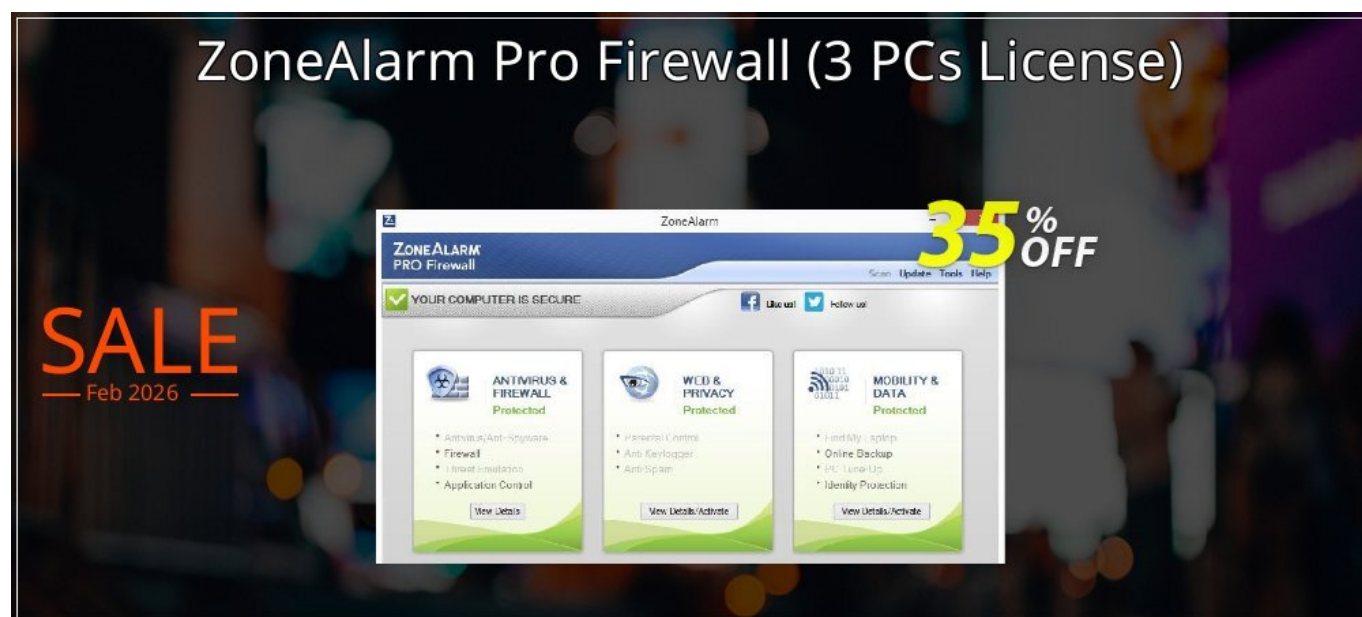 ZoneAlarm Pro Firewall (3 PCs License)
SALE
Feb 2026
35% OFF
ZoneAlarm
ZONEALARM
PRO Firewall
Scan Update Tools Help
YOUR COMPUTER IS SECURE
Like us! Follow us!
ANTIVIRUS &
FIREWALL
Protected
Antivirus/Anti-Spyware
Firewall
Threat Emulation
Application Control
View Details
WEB &
PRIVACY
Protected
Parental Control
Anti Keylogger
Anti-Spam
View Details/Activate
MOBILITY &
DATA
Protected
Find My Laptop
Online Backup
PC Tune-Up
Identity Protection
View Details/Activate